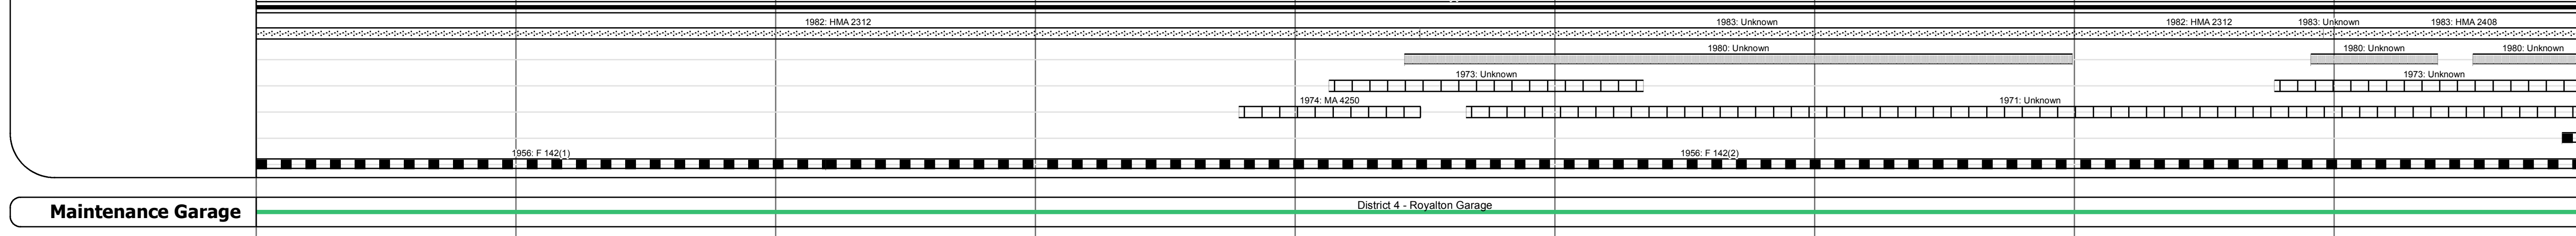 1982: HMA 2312 1983: Unknown 1982: HMA 2312 1983: Unknown 1983: HMA 2408
1980: Unknown 1980: Unknown 1980: Unknown
1973: Unknown 1973: Unknown
1974: MA 4250 1971: Unknown
1956: F 142(1) 1956: F 142(2)
Maintenance Garage District 4 - Royalton Garage